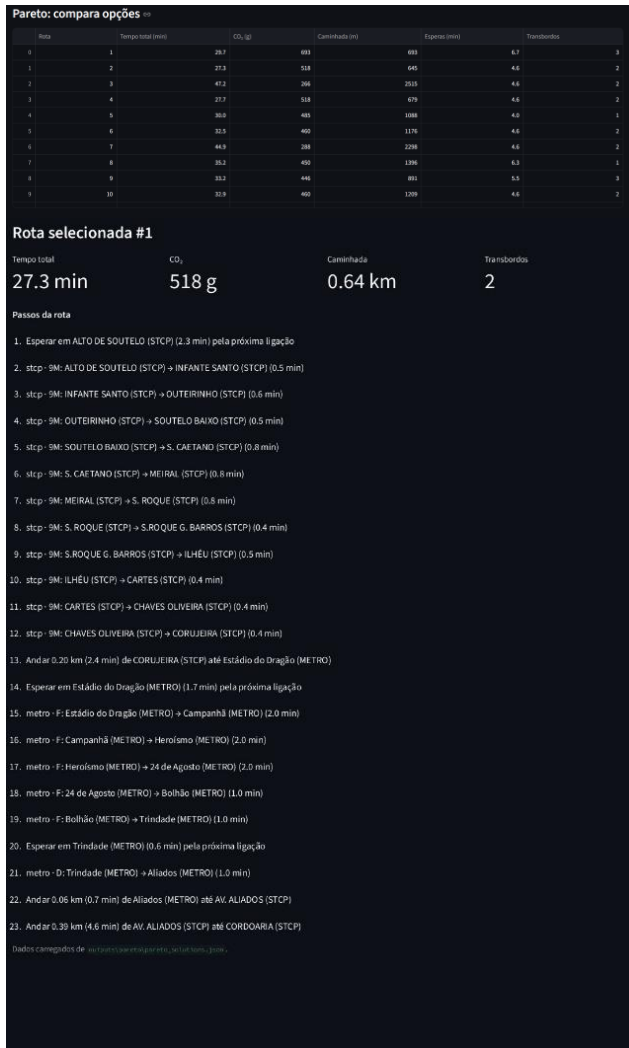 Pareto: compara opções
Rota Tempo total (min) CO₂ (g) Caminhada (m) Esperas (min) Transbordos
0 1 29.7 693 693 6.7 3
1 2 27.3 518 645 4.6 2
2 3 47.2 266 2515 4.6 2
3 4 27.7 518 679 4.6 2
4 5 30.0 485 1088 4.0 1
5 6 32.5 460 1176 4.6 2
6 7 44.9 288 2298 4.6 2
7 8 35.2 450 1396 6.3 1
8 9 33.2 446 891 5.5 3
9 10 32.9 460 1209 4.6 2
Rota selecionada #1
Tempo total CO₂ Caminhada Transbordos
27.3 min 518 g 0.64 km 2
Passos da rota
1. Esperar em ALTO DE SOUTELO (STCP) (2.3 min) pela próxima ligação
2. stcp - 9M: ALTO DE SOUTELO (STCP) → INFANTE SANTO (STCP) (0.5 min)
3. stcp - 9M: INFANTE SANTO (STCP) → OUTEIRINHO (STCP) (0.6 min)
4. stcp - 9M: OUTEIRINHO (STCP) → SOUTELO BAIXO (STCP) (0.5 min)
5. stcp - 9M: SOUTELO BAIXO (STCP) → S. CAETANO (STCP) (0.8 min)
6. stcp - 9M: S. CAETANO (STCP) → MEIRAL (STCP) (0.8 min)
7. stcp - 9M: MEIRAL (STCP) → S. ROQUE (STCP) (0.8 min)
8. stcp - 9M: S. ROQUE (STCP) → S.ROQUE G. BARROS (STCP) (0.4 min)
9. stcp - 9M: S.ROQUE G. BARROS (STCP) → ILHÉU (STCP) (0.5 min)
10. stcp - 9M: ILHÉU (STCP) → CARTES (STCP) (0.4 min)
11. stcp - 9M: CARTES (STCP) → CHAVES OLIVEIRA (STCP) (0.4 min)
12. stcp - 9M: CHAVES OLIVEIRA (STCP) → CORUJEIRA (STCP) (0.4 min)
13. Andar 0.20 km (2.4 min) de CORUJEIRA (STCP) até Estádio do Dragão (METRO)
14. Esperar em Estádio do Dragão (METRO) (1.7 min) pela próxima ligação
15. metro - F: Estádio do Dragão (METRO) → Campanhã (METRO) (2.0 min)
16. metro - F: Campanhã (METRO) → Heroísmo (METRO) (2.0 min)
17. metro - F: Heroísmo (METRO) → 24 de Agosto (METRO) (2.0 min)
18. metro - F: 24 de Agosto (METRO) → Bolhão (METRO) (1.0 min)
19. metro - F: Bolhão (METRO) → Trindade (METRO) (1.0 min)
20. Esperar em Trindade (METRO) (0.6 min) pela próxima ligação
21. metro - D: Trindade (METRO) → Aliados (METRO) (1.0 min)
22. Andar 0.06 km (0.7 min) de Aliados (METRO) até AV. ALIADOS (STCP)
23. Andar 0.39 km (4.6 min) de AV. ALIADOS (STCP) até CORDOARIA (STCP)
Dados carregados de